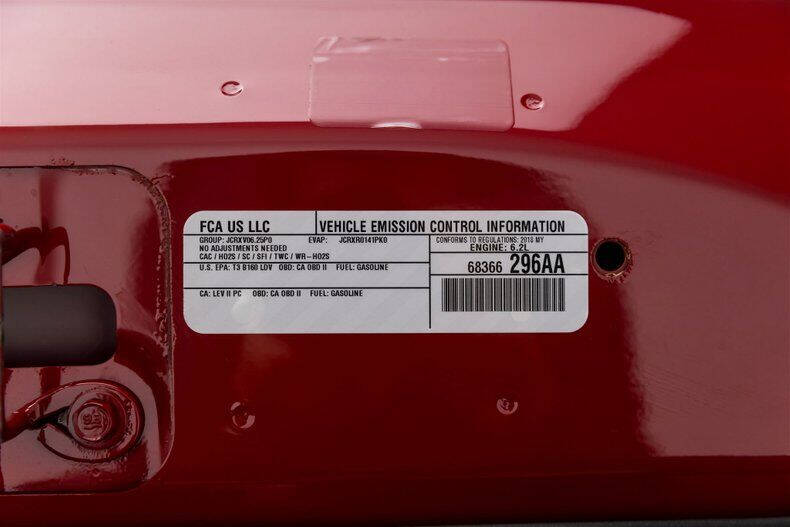 FCA US LLC
VEHICLE EMISSION CONTROL INFORMATION
GROUP: JCRXV06.25P0 EVAP: JCRXR0141PK0
NO ADJUSTMENTS NEEDED
CAC / HO2S / SC / SFI / TWC / WR-HO2S
CONFORMS TO REGULATIONS: 2018 MY
ENGINE: 6.2L
U.S. EPA: T3 B160 LDV OBD: CA OBD II FUEL: GASOLINE
68366 296AA
CA: LEV II PC OBD: CA OBD II FUEL: GASOLINE